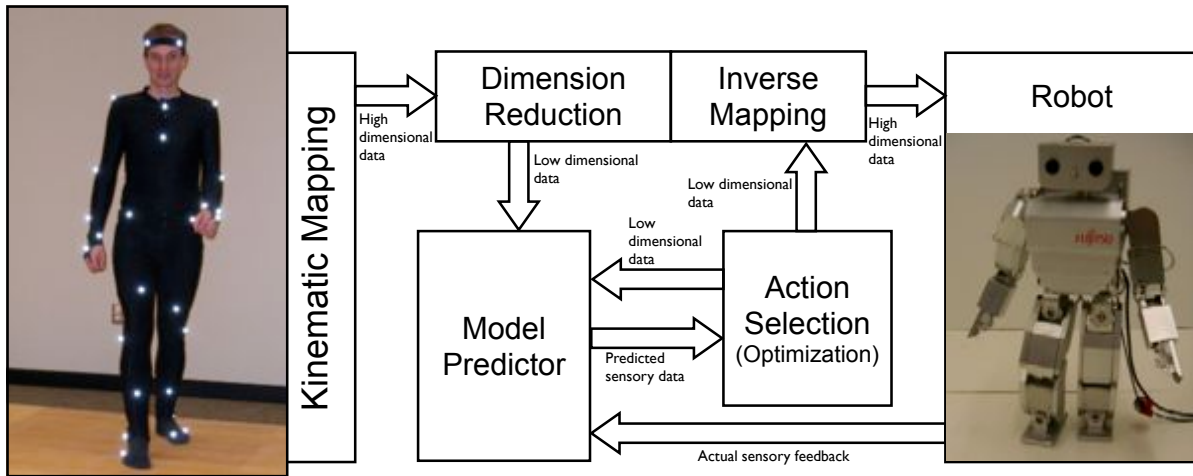 Kinematic Mapping
High
dimensional
data
Dimension
Reduction
Inverse
Mapping
High
dimensional
data
Robot
Low dimensional
data
Low dimensional
data
Low
dimensional
data
Model
Predictor
Predicted
sensory data
Action
Selection
(Optimization)
Actual sensory feedback
FUJITSU